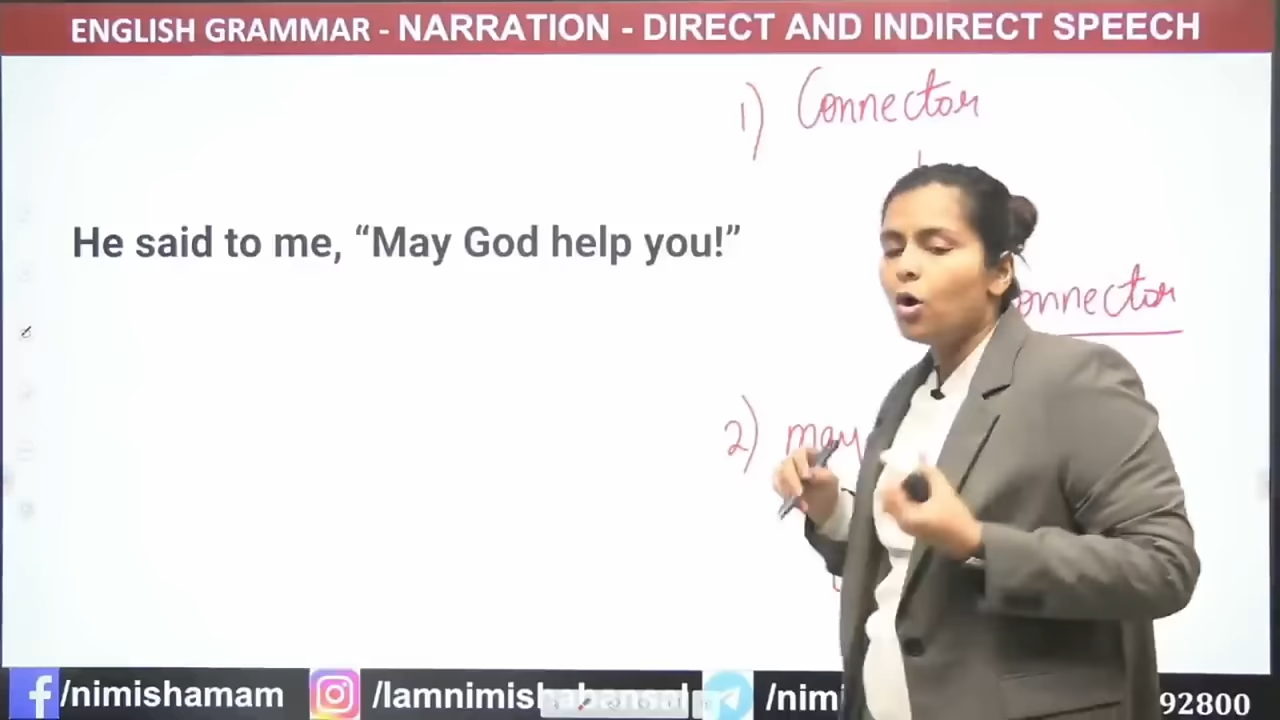 ENGLISH GRAMMAR - NARRATION - DIRECT AND INDIRECT SPEECH
1) Connector
He said to me, “May God help you!”
onnector
2) may
/nimishamam /Iamnimishabansal /nimi 92800